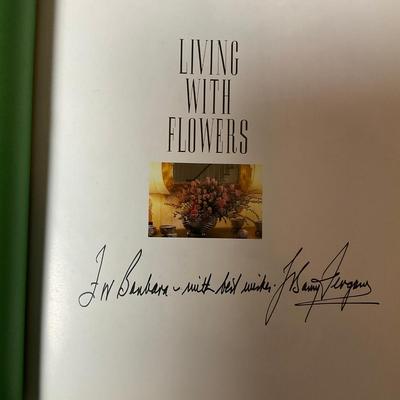 LIVING
WITH
FLOWERS
For Barbara ~ with best wishes. J Barry Ferguson